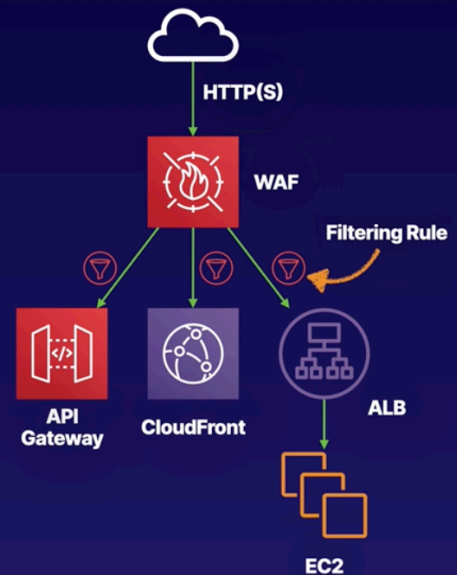 HTTP(S)
WAF
Filtering Rule
</>
API
Gateway
CloudFront
ALB
EC2